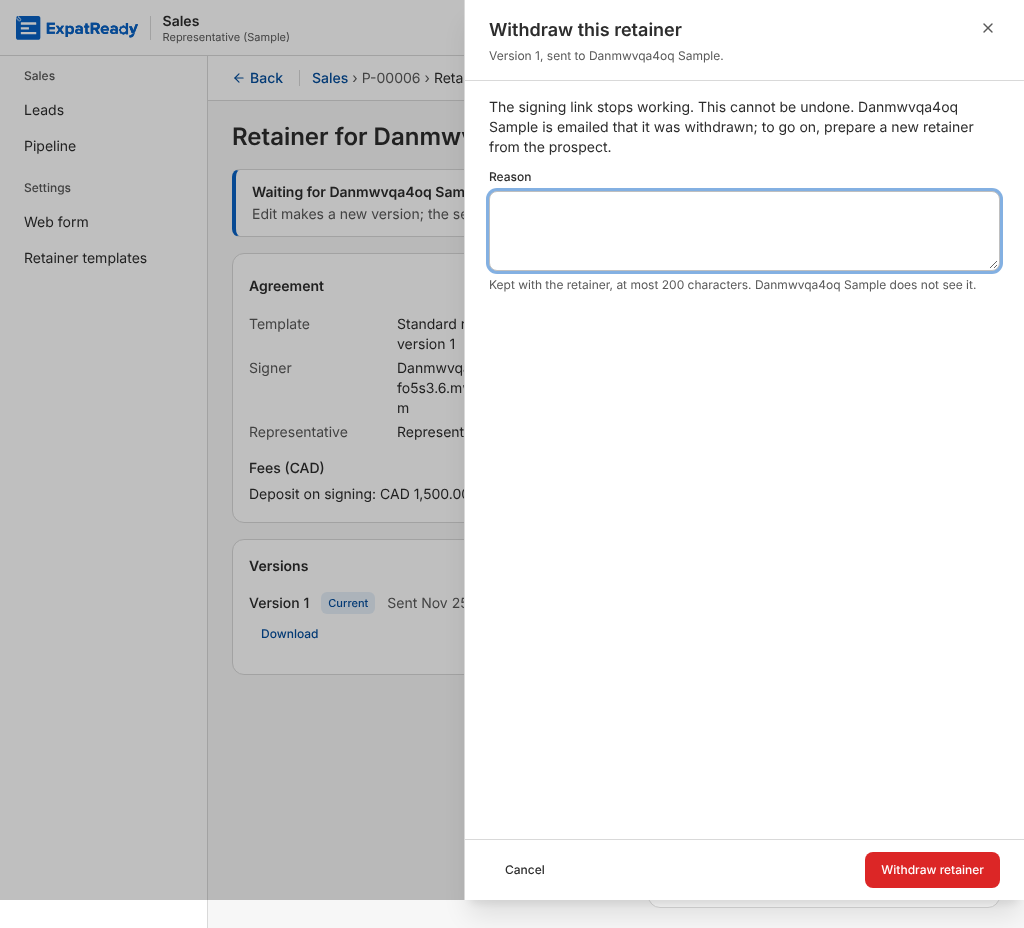 ExpatReady
Sales
Representative (Sample)
Sales
Leads
Pipeline
Settings
Web form
Retainer templates
← Back
Sales › P-00006 › Reta
Retainer for Danmw
Waiting for Danmwvqa4oq Sam
Edit makes a new version; the se
Agreement
Template
Standard
version 1
Signer
Danmwvq
fo5s3.6.m
m
Representative
Represent
Fees (CAD)
Deposit on signing: CAD 1,500.00
Versions
Version 1 Current Sent Nov 25
Download
Withdraw this retainer
Version 1, sent to Danmwvqa4oq Sample.
The signing link stops working. This cannot be undone. Danmwvqa4oq
Sample is emailed that it was withdrawn; to go on, prepare a new retainer
from the prospect.
Reason
Kept with the retainer, at most 200 characters. Danmwvqa4oq Sample does not see it.
Cancel
Withdraw retainer